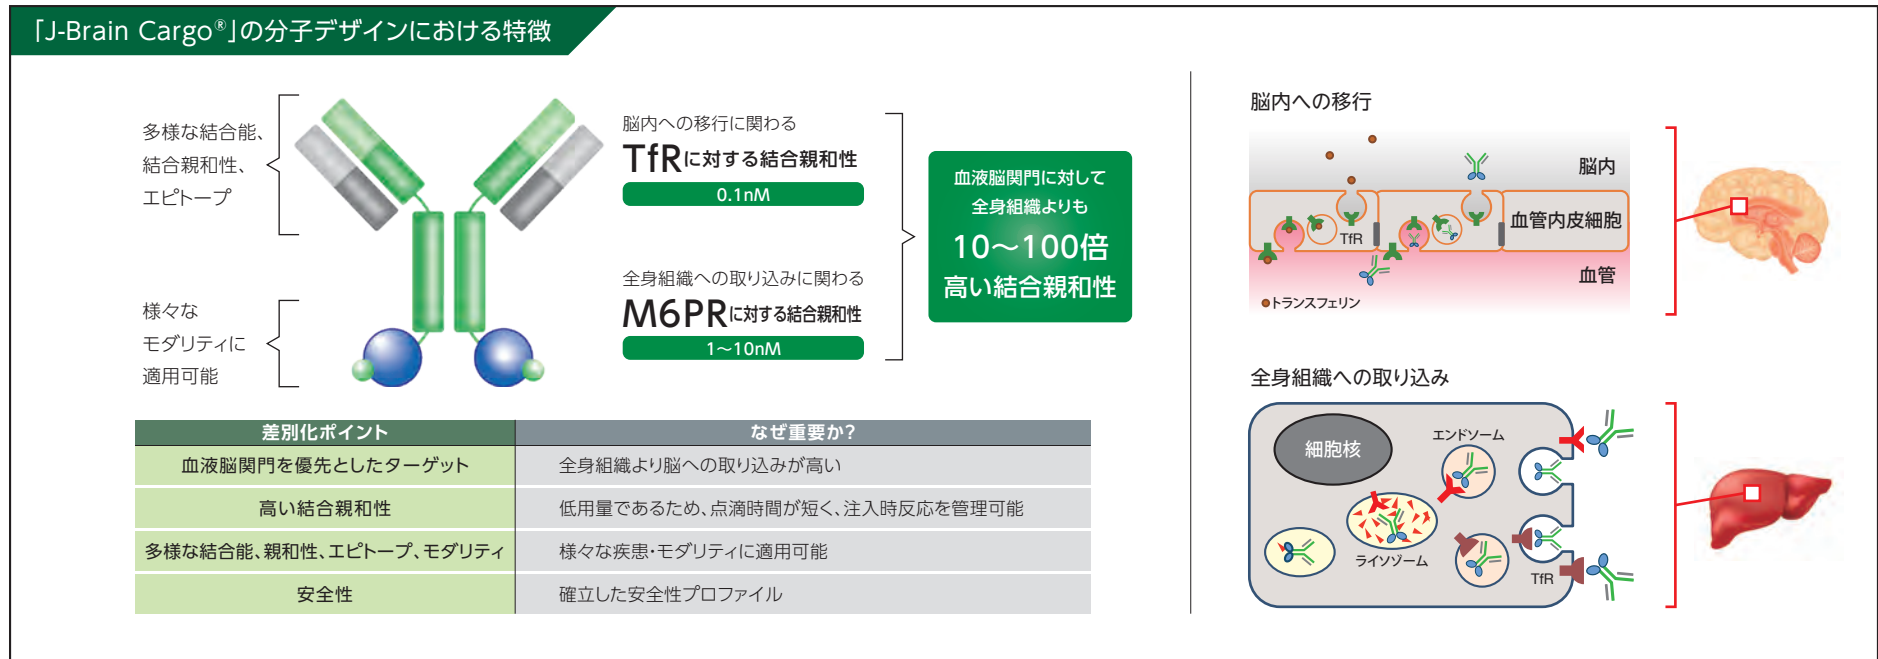 「J-Brain Cargo®」の分子デザインにおける特徴
多様な結合能、
結合親和性、
エピトープ
様々な
モダリティに
適用可能
脳内への移行に関わる
TfRに対する結合親和性
0.1nM
全身組織への取り込みに関わる
M6PRに対する結合親和性
1〜10nM
血液脳関門に対して
全身組織よりも
10〜100倍
高い結合親和性
差別化ポイント
なぜ重要か?
血液脳関門を優先としたターゲット
全身組織より脳への取り込みが高い
高い結合親和性
低用量であるため、点滴時間が短く、注入時反応を管理可能
多様な結合能、親和性、エピトープ、モダリティ
様々な疾患・モダリティに適用可能
安全性
確立した安全性プロファイル
脳内への移行
脳内
血管内皮細胞
TfR
血管
トランスフェリン
全身組織への取り込み
細胞核
エンドソーム
ライソゾーム
TfR